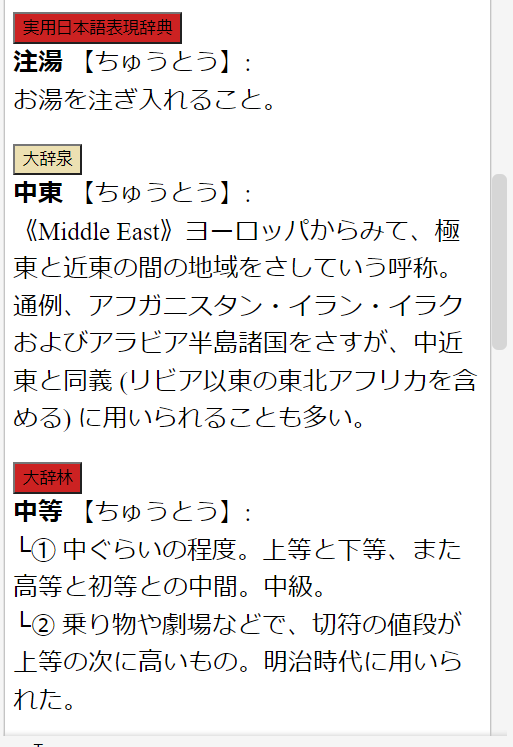 実用日本語表現辞典
注湯 【ちゅうとう】:
お湯を注ぎ入れること。
大辞泉
中東 【ちゅうとう】:
《Middle East》ヨーロッパからみて、極
東と近東の間の地域をさしていう呼称。
通例、アフガニスタン・イラン・イラク
およびアラビア半島諸国をさすが、中近
東と同義 (リビア以東の東北アフリカを含
める) に用いられることも多い。
大辞林
中等 【ちゅうとう】:
└① 中ぐらいの程度。上等と下等、また
高等と初等との中間。中級。
└② 乗り物や劇場などで、切符の値段が
上等の次に高いもの。明治時代に用いら
れた。